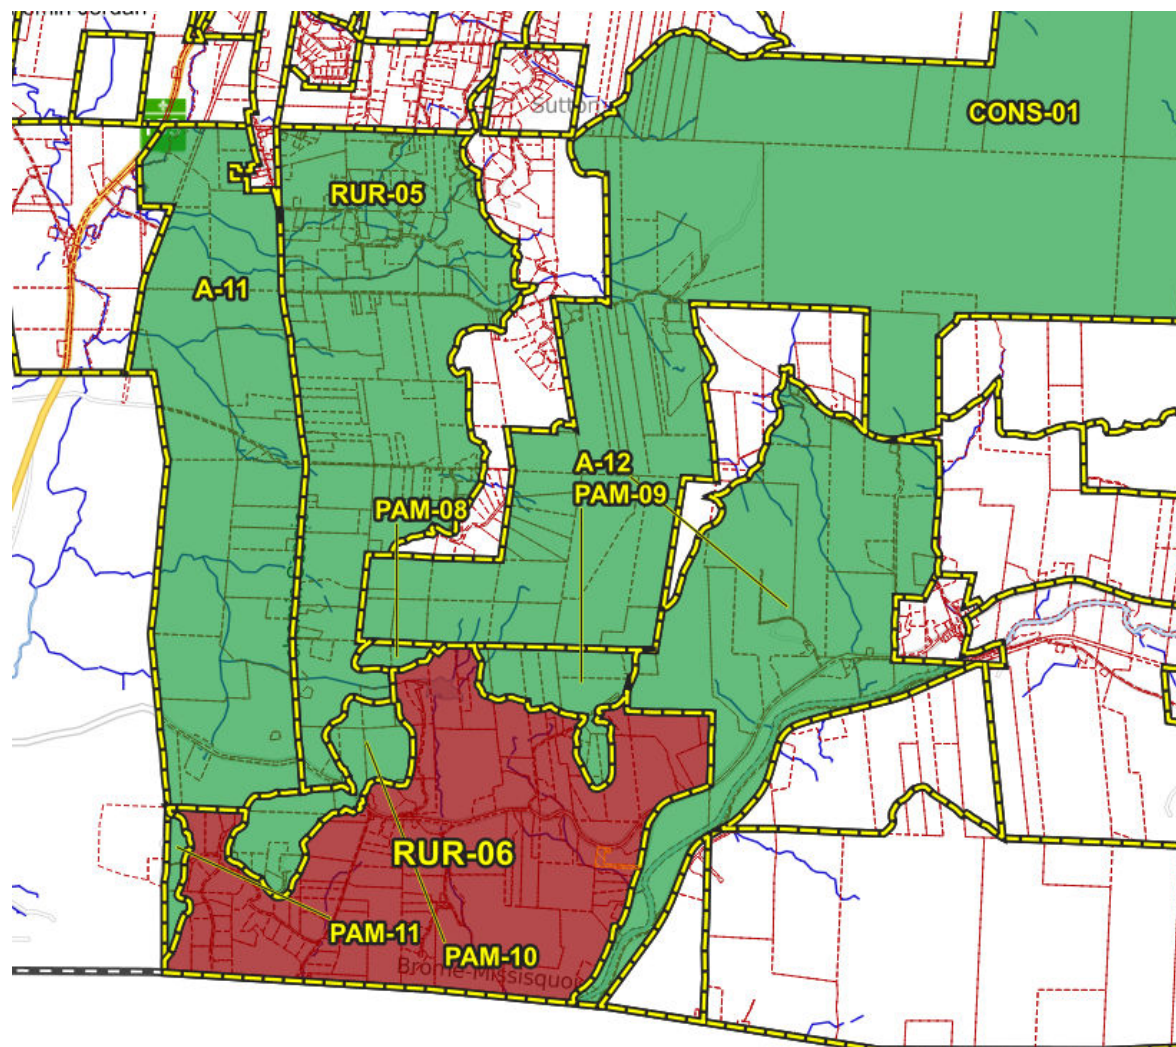 Sutton
CONS-01
RUR-05
A-11
A-12
PAM-09
PAM-08
RUR-06
PAM-11
PAM-10
Brome-Missisquoi